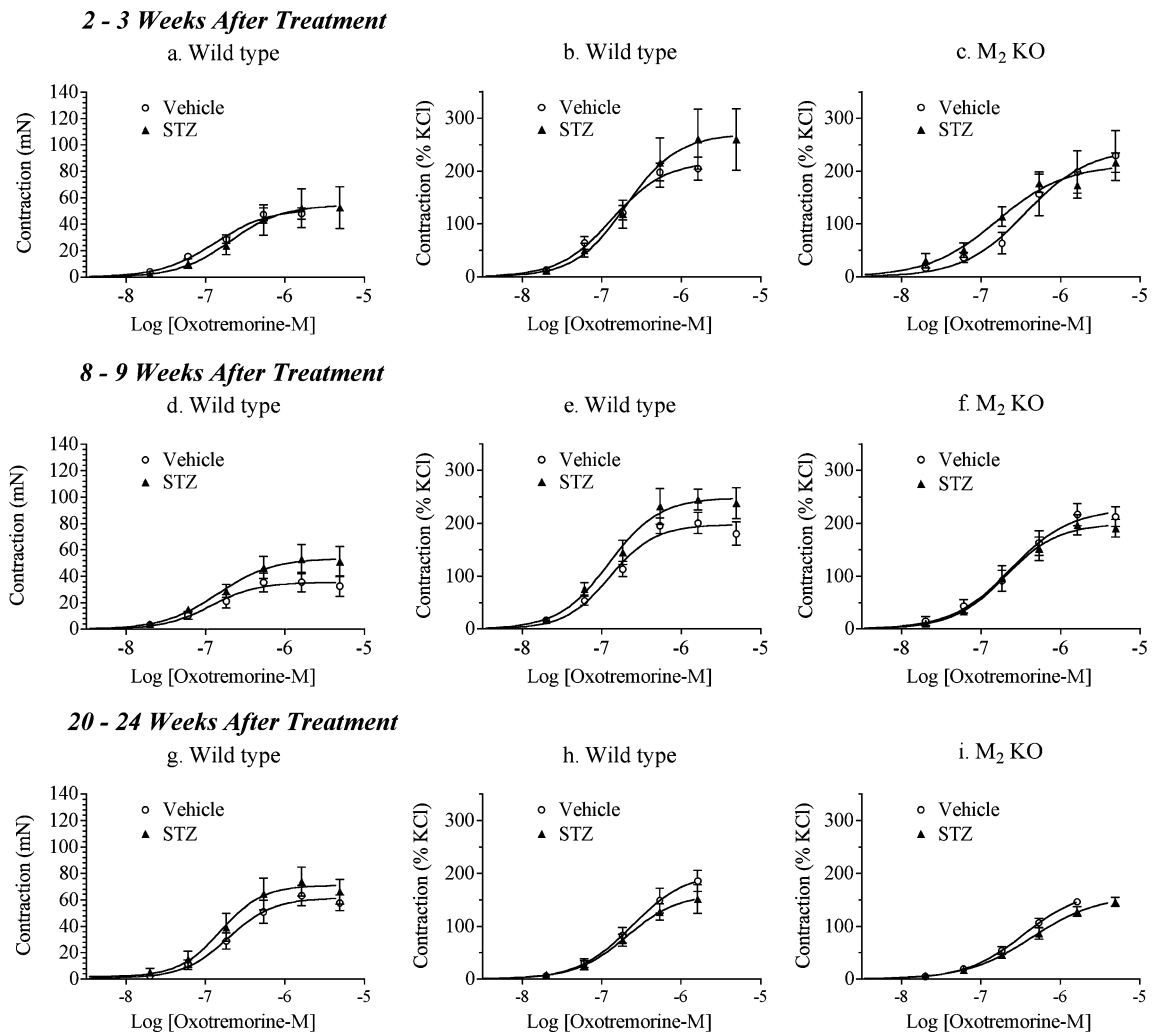 2 - 3 Weeks After Treatment
a. Wild type
b. Wild type
c. M₂ KO
Contraction (mN)
140
120
100
80
60
40
20
0
Vehicle
STZ
-8
-7
-6
-5
Log [Oxotremorine-M]
Contraction (% KCl)
300
200
100
0
Vehicle
STZ
-8
-7
-6
-5
Log [Oxotremorine-M]
Contraction (% KCl)
300
200
100
0
Vehicle
STZ
-8
-7
-6
-5
Log [Oxotremorine-M]
8 - 9 Weeks After Treatment
d. Wild type
e. Wild type
f. M₂ KO
Contraction (mN)
140
120
100
80
60
40
20
0
Vehicle
STZ
-8
-7
-6
-5
Log [Oxotremorine-M]
Contraction (% KCl)
300
200
100
0
Vehicle
STZ
-8
-7
-6
-5
Log [Oxotremorine-M]
Contraction (% KCl)
300
200
100
0
Vehicle
STZ
-8
-7
-6
-5
Log [Oxotremorine-M]
20 - 24 Weeks After Treatment
g. Wild type
h. Wild type
i. M₂ KO
Contraction (mN)
140
120
100
80
60
40
20
0
Vehicle
STZ
-8
-7
-6
-5
Log [Oxotremorine-M]
Contraction (% KCl)
300
200
100
0
Vehicle
STZ
-8
-7
-6
-5
Log [Oxotremorine-M]
Contraction (% KCl)
300
200
100
0
Vehicle
STZ
-8
-7
-6
-5
Log [Oxotremorine-M]